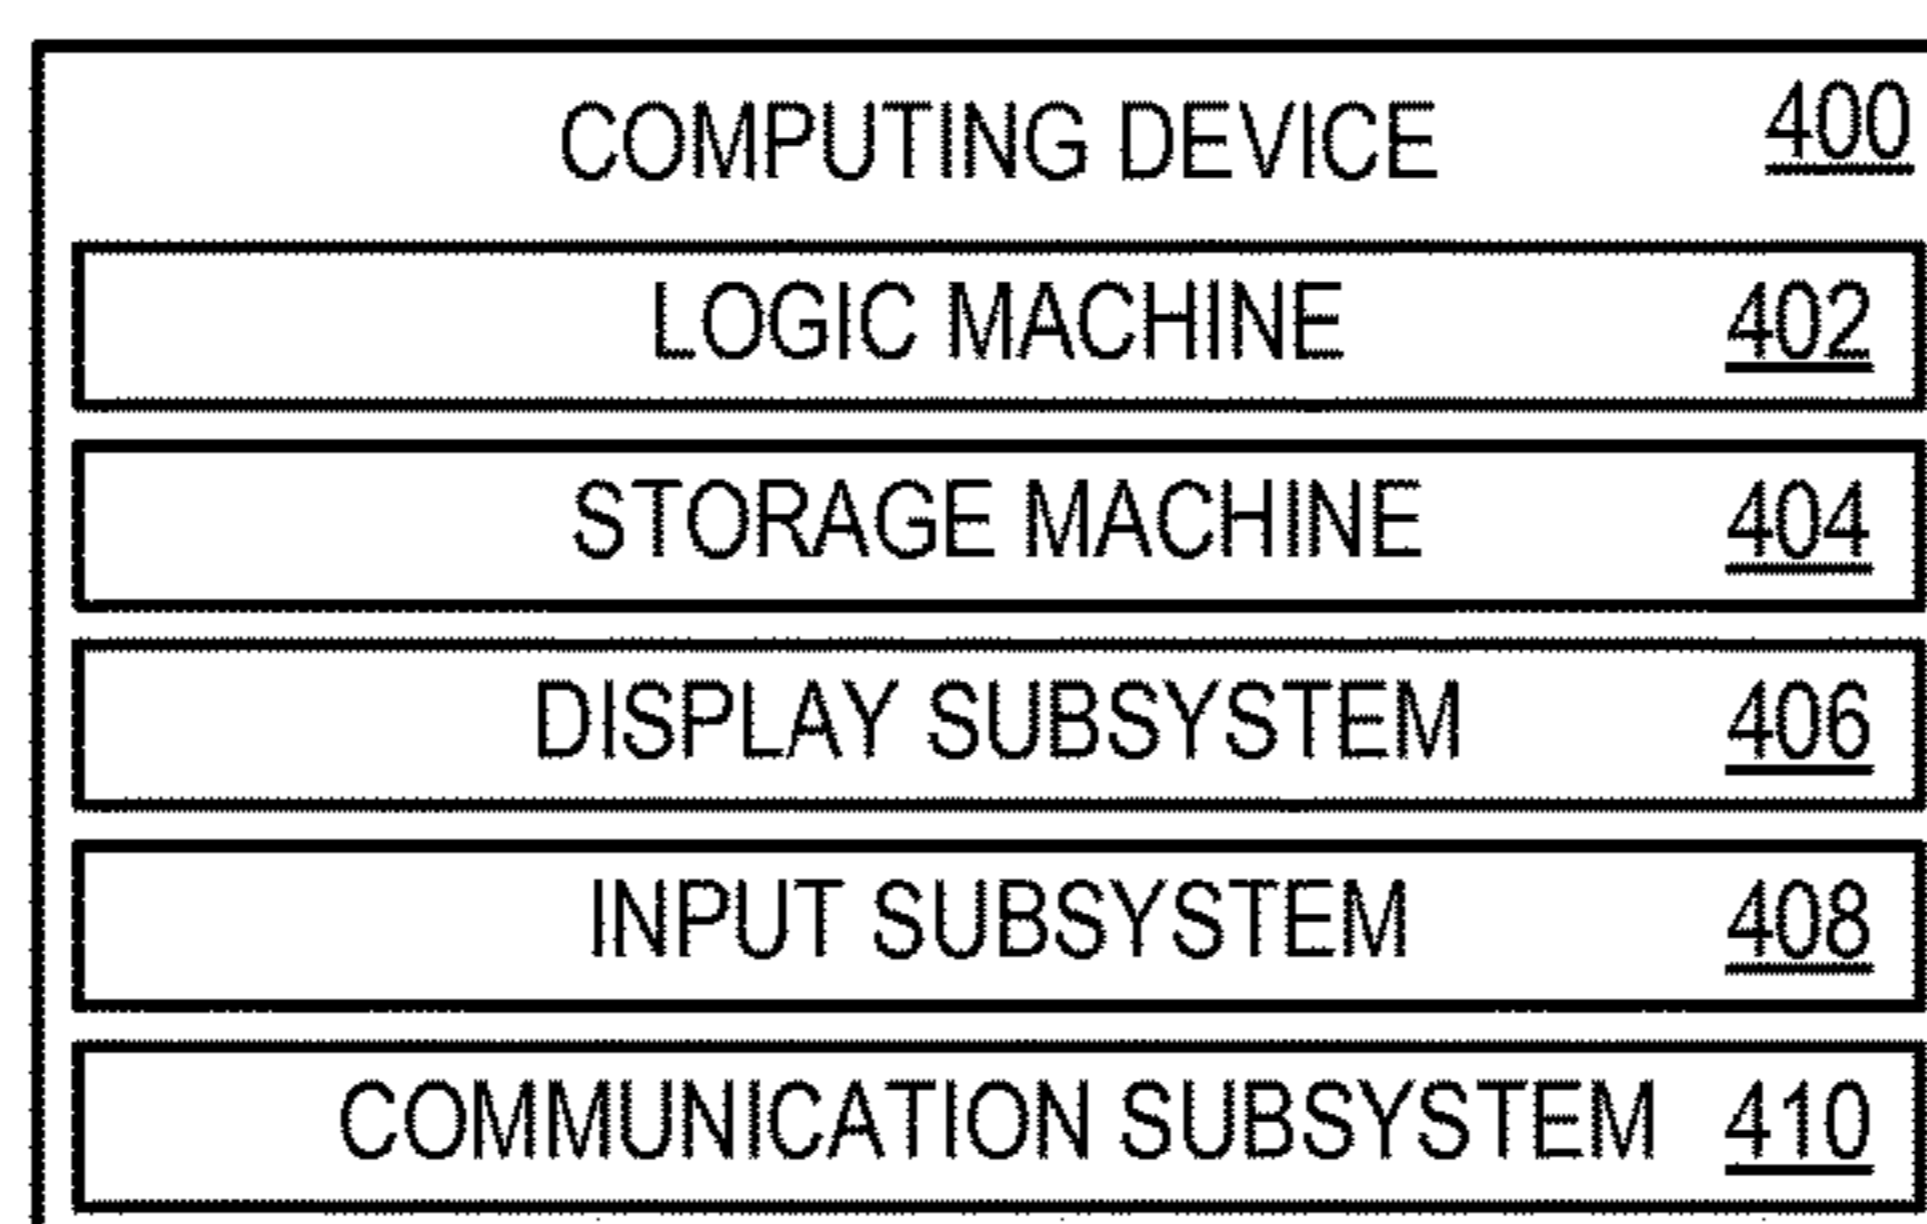 COMPUTING DEVICE 400
LOGIC MACHINE 402
STORAGE MACHINE 404
DISPLAY SUBSYSTEM 406
INPUT SUBSYSTEM 408
COMMUNICATION SUBSYSTEM 410